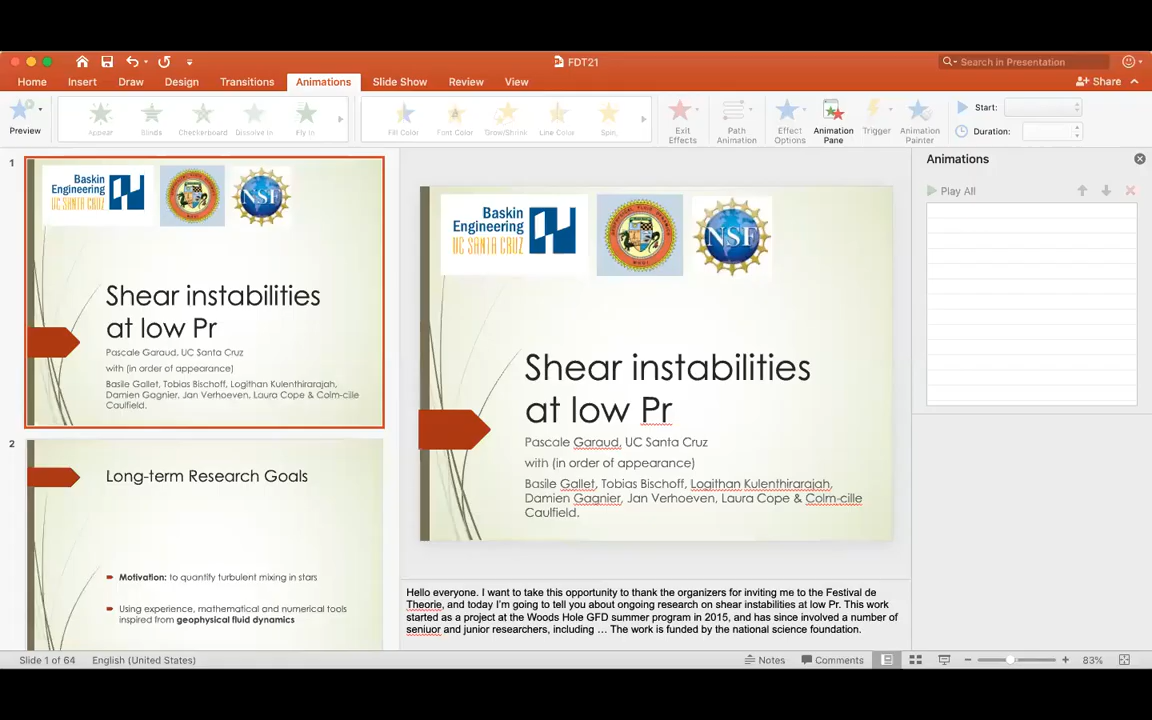 FDT21
Search in Presentation
Home Insert Draw Design Transitions Animations Slide Show Review View
Share
Preview
Appear Blinds Checkerboard Dissolve In Fly In
Fill Color Font Color Grow/Shrink Line Color Spin
Exit Effects
Path Animation
Effect Options
Animation Pane
Trigger
Animation Painter
Start:
Duration:
1
Baskin
Engineering
UC SANTA CRUZ
NSF
Shear instabilities
at low Pr
Pascale Garaud, UC Santa Cruz
with (in order of appearance)
Basile Gallet, Tobias Bischoff, Logithan Kulenthirarajah,
Damien Gagnier, Jan Verhoeven, Laura Cope & Colm-cille
Caulfield.
2
Long-term Research Goals
Motivation: to quantify turbulent mixing in stars
Using experience, mathematical and numerical tools
inspired from geophysical fluid dynamics
Baskin
Engineering
UC SANTA CRUZ
NSF
Shear instabilities
at low Pr
Pascale Garaud, UC Santa Cruz
with (in order of appearance)
Basile Gallet, Tobias Bischoff, Logithan Kulenthirarajah,
Damien Gagnier, Jan Verhoeven, Laura Cope & Colm-cille
Caulfield.
Hello everyone. I want to take this opportunity to thank the organizers for inviting me to the Festival de
Theorie, and today I'm going to tell you about ongoing research on shear instabilities at low Pr. This work
started as a project at the Woods Hole GFD summer program in 2015, and has since involved a number of
seniuor and junior researchers, including … The work is funded by the national science foundation.
Animations
Play All
Slide 1 of 64 English (United States)
Notes Comments 83%